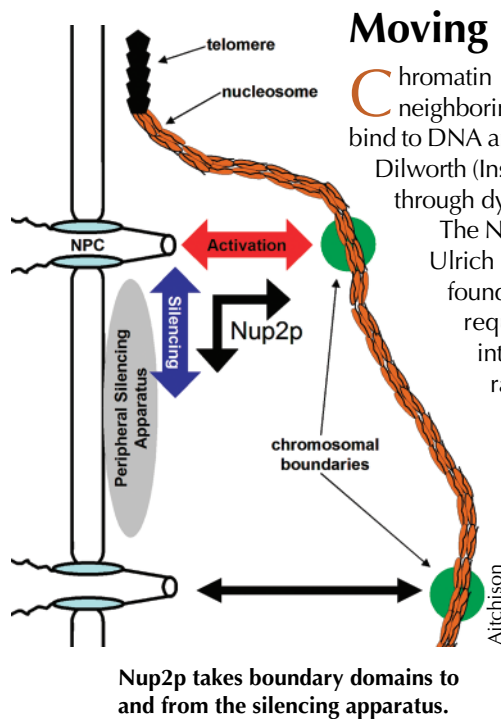 Moving
telomere
Chromatin
nucleosome
neighborin
bind to DNA a
Dilworth (Ins
through dy
The N
NPC
Activation
Ulrich
found
Silencing
Nup2p
req
int
ra
Peripheral Silencing
Apparatus
chromosomal
boundaries
Aitchison
Nup2p takes boundary domains to
and from the silencing apparatus.